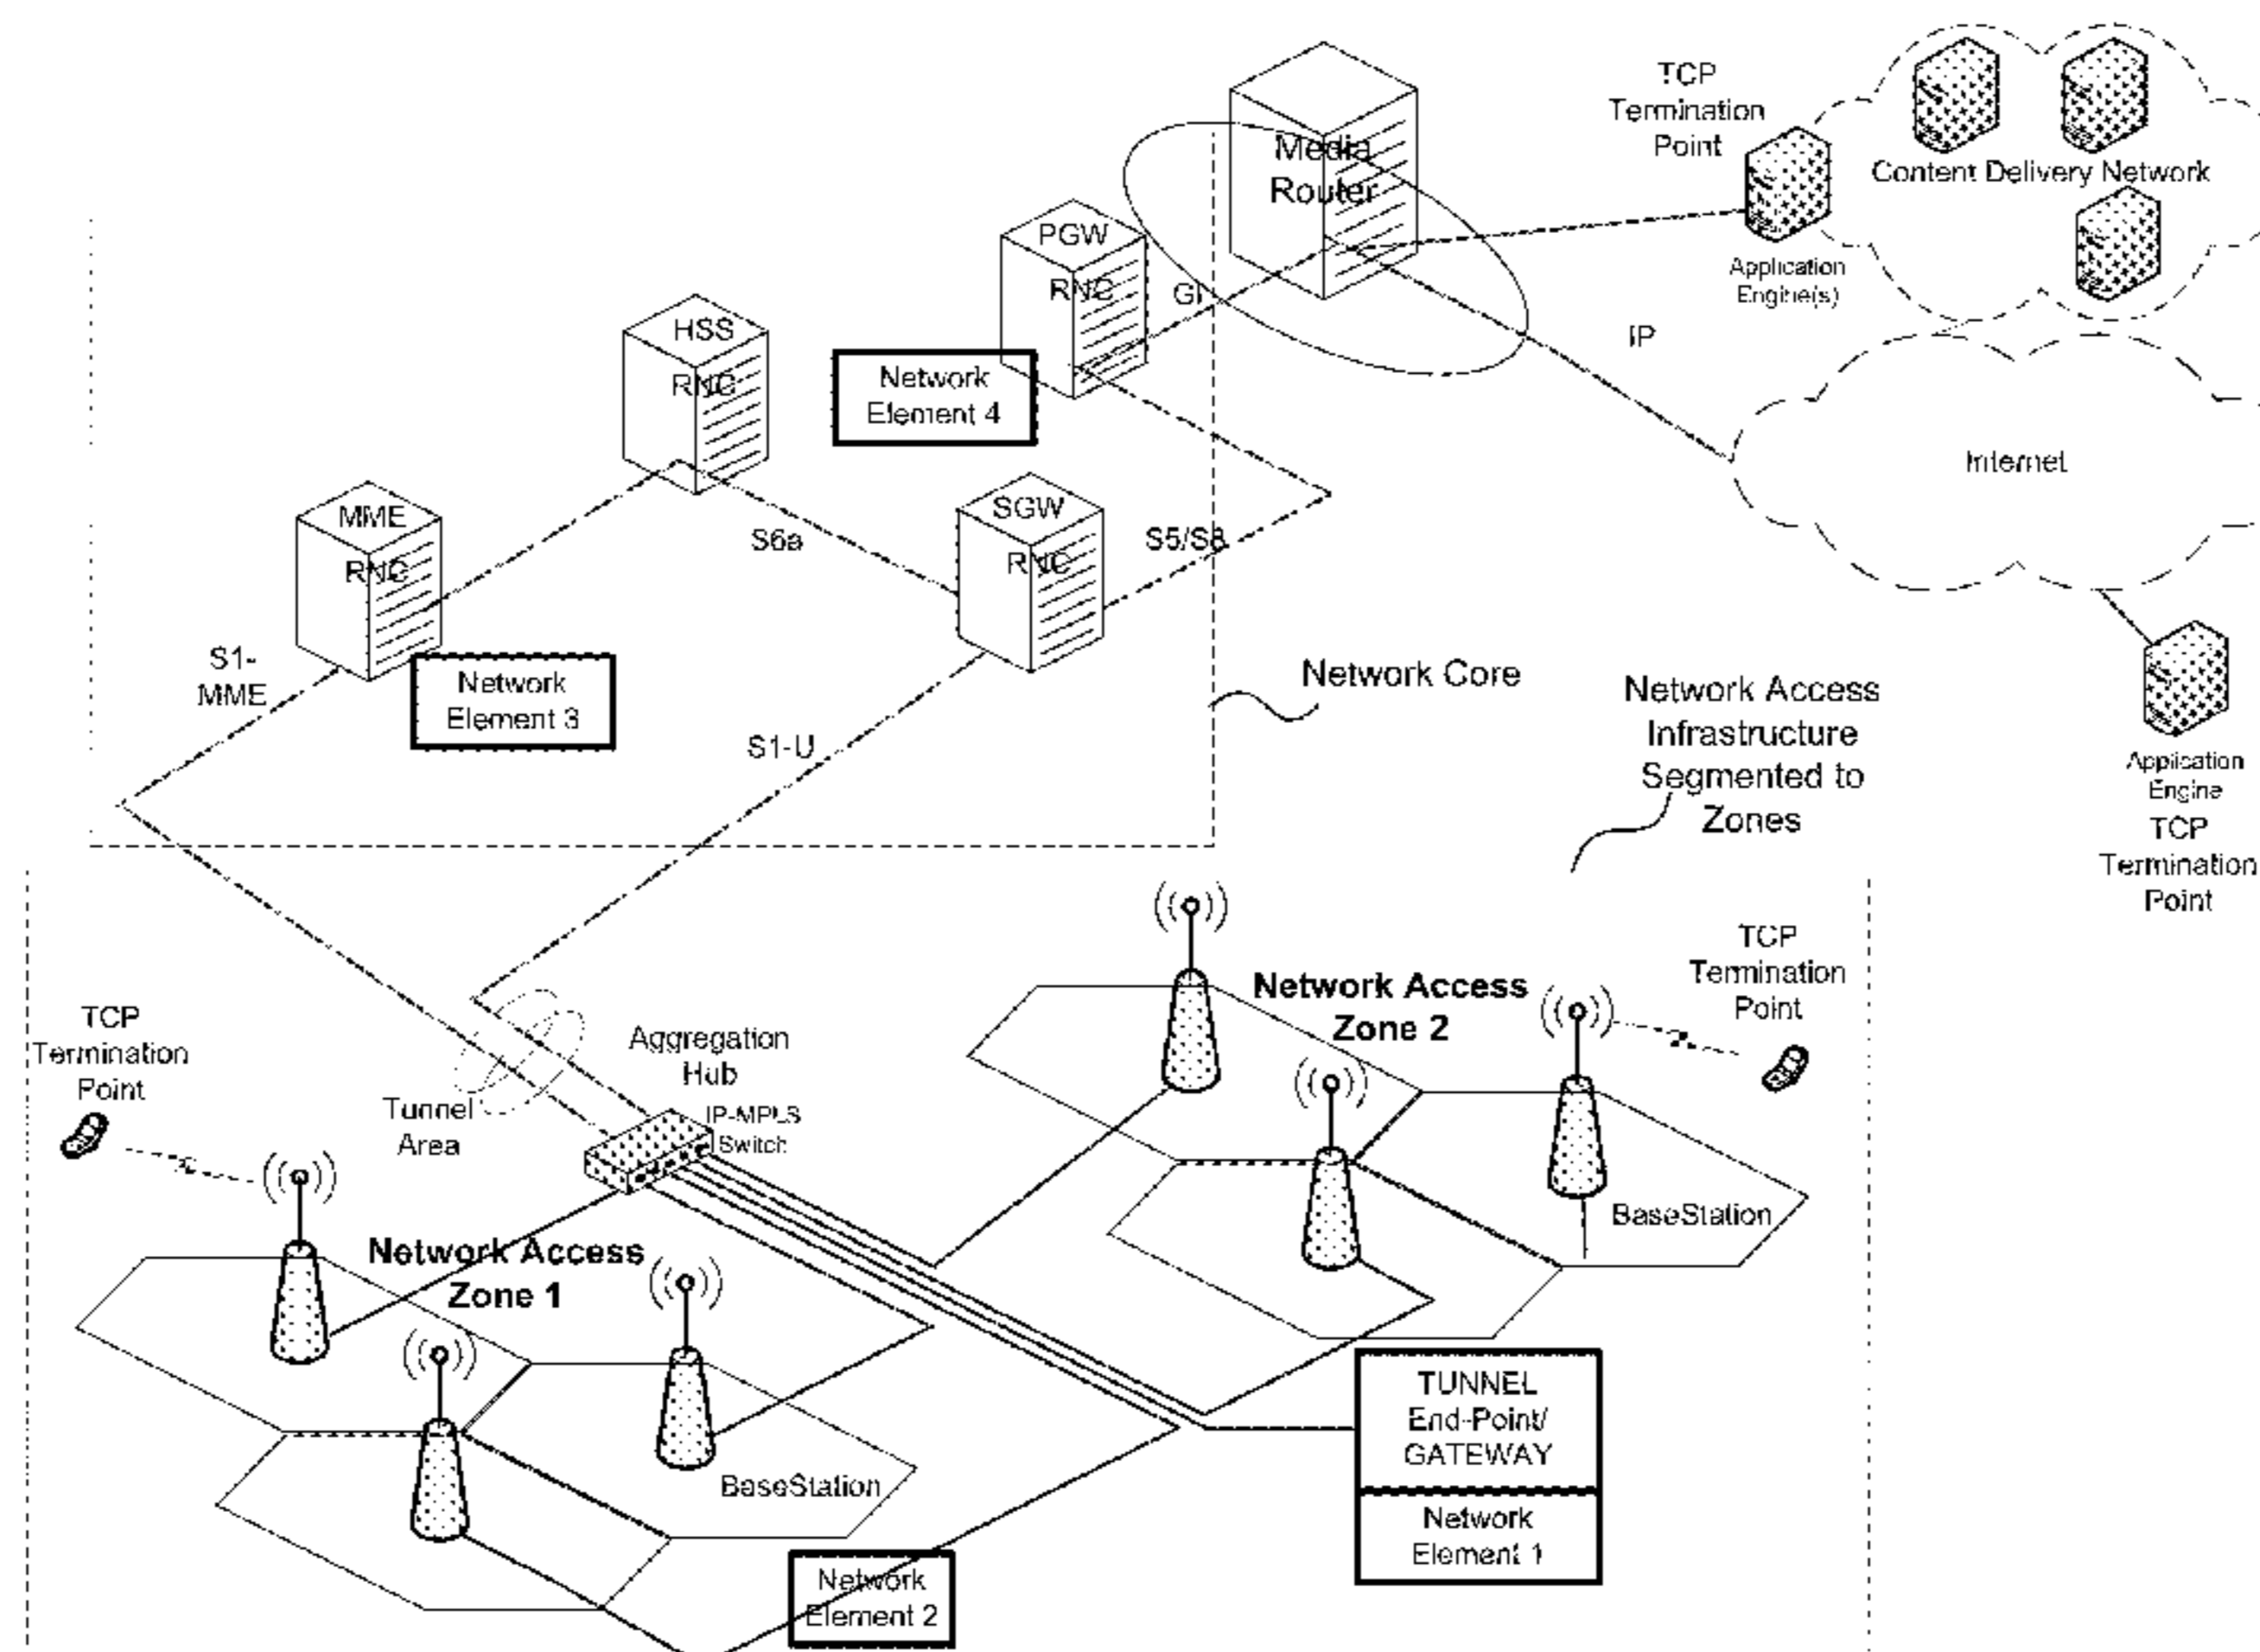 TCP
Termination
Point
Content Delivery Network
Application
Engine(s)
Media
Router
PGW
RNC
GI
IP
HSS
RNC
Network
Element 4
Internet
MME
RNC
S6a
SGW
RNC
S5/S8
S1-
MME
Network
Element 3
S1-U
Network Core
Network Access
Infrastructure
Segmented to
Zones
Application
Engine
TCP
Termination
Point
TCP
Termination
Point
Network Access
Zone 2
TCP
Termination
Point
Aggregation
Hub
IP-MPLS
Switch
Tunnel
Area
BaseStation
Network Access
Zone 1
BaseStation
TUNNEL
End-Point/
GATEWAY
Network
Element 1
Network
Element 2